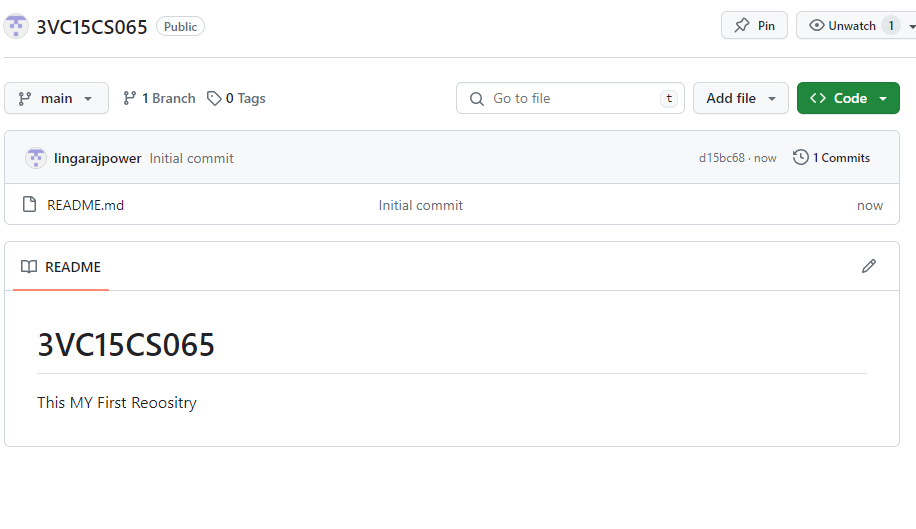 3VC15CS065 Public Pin Unwatch 1
main 1 Branch 0 Tags Go to file t Add file Code
lingarajpower Initial commit d15bc68 · now 1 Commits
README.md Initial commit now
README
3VC15CS065
This MY First Reoositry